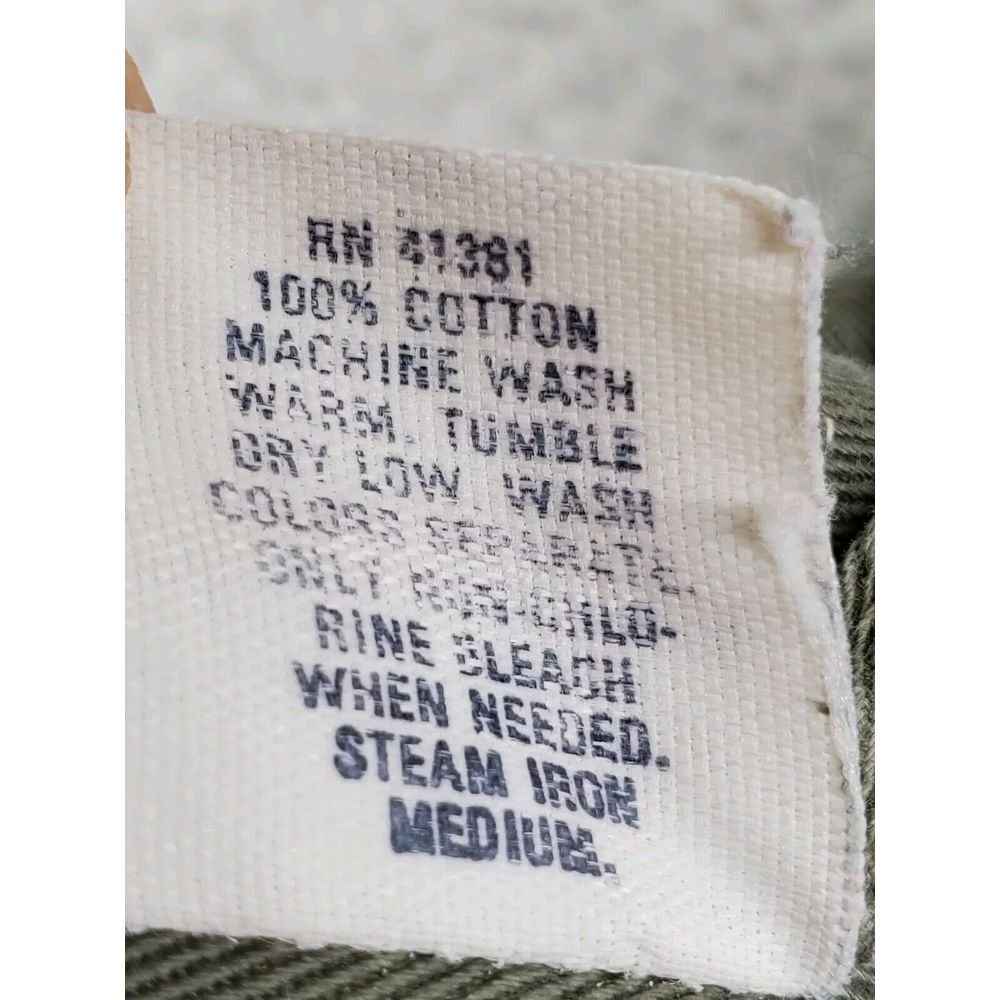 RN 41381
100% COTTON
MACHINE WASH
WARM. TUMBLE
DRY LOW. WASH
COLORS
ONLY NON-CHLO-
RINE BLEACH
WHEN NEEDED.
STEAM IRON
MEDIUM.